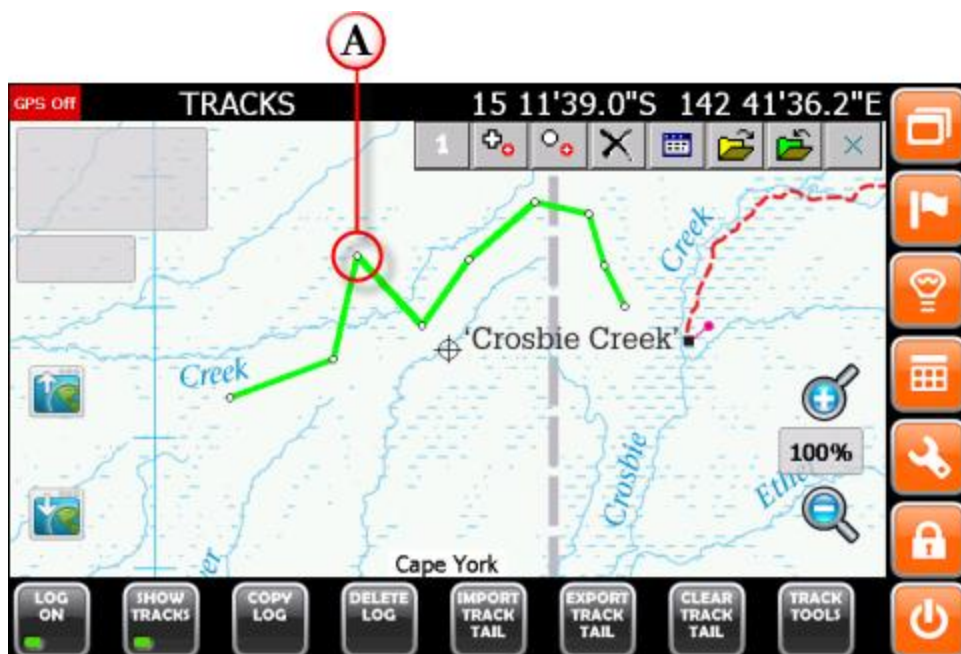 A
GPS Off TRACKS 15 11'39.0"S 142 41'36.2"E
1
Creek
'Crosbie Creek'
Creek
100%
Crosbie
Cape York
LOG ON
SHOW TRACKS
COPY LOG
DELETE LOG
IMPORT TRACK TAIL
EXPORT TRACK TAIL
CLEAR TRACK TAIL
TRACK TOOLS